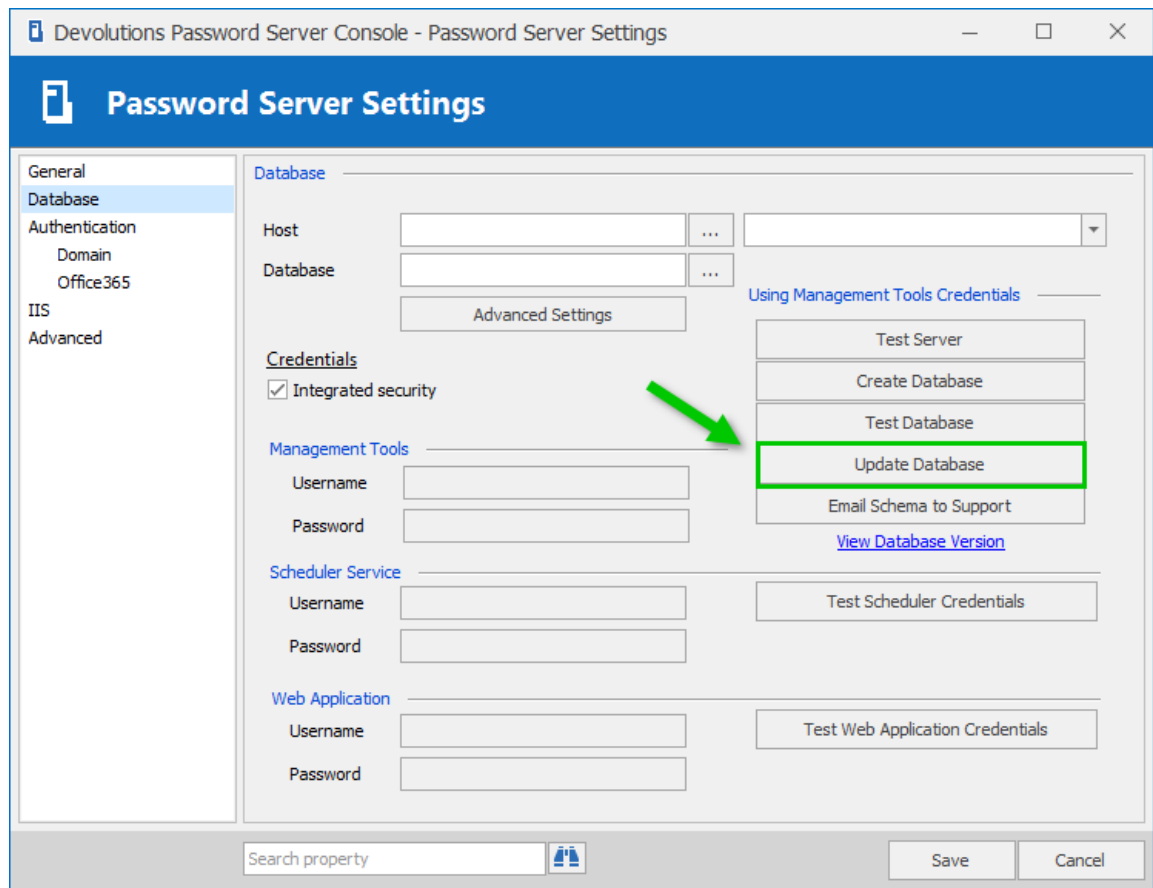 Devolutions Password Server Console - Password Server Settings
Password Server Settings
General
Database
Authentication
Domain
Office365
IIS
Advanced
Database
Host
...
Database
...
Advanced Settings
Credentials
Integrated security
Using Management Tools Credentials
Test Server
Create Database
Test Database
Update Database
Email Schema to Support
View Database Version
Management Tools
Username
Password
Scheduler Service
Username
Test Scheduler Credentials
Password
Web Application
Username
Test Web Application Credentials
Password
Search property
Save
Cancel